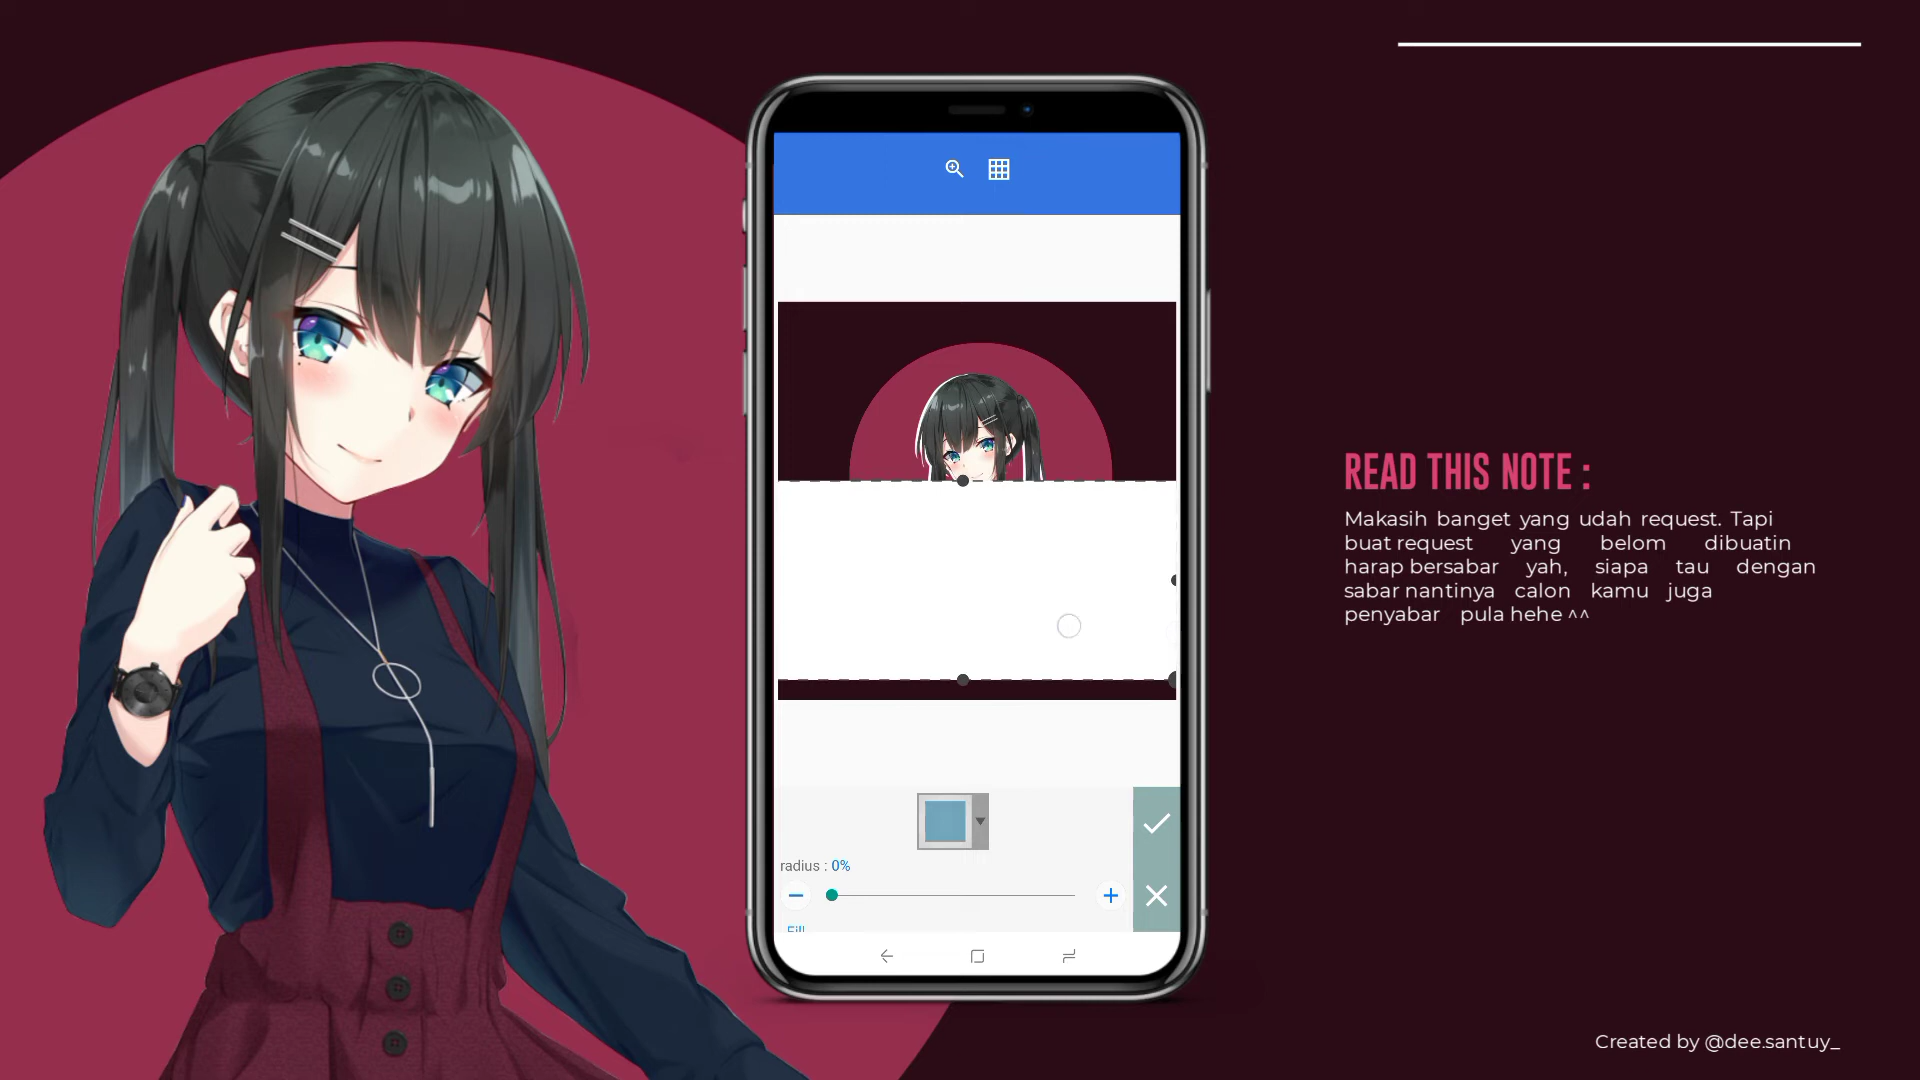 radius : 0%
Fill
READ THIS NOTE :
Makasih banget yang udah request. Tapi
buat request yang belom dibuatin
harap bersabar yah, siapa tau dengan
sabar nantinya calon kamu juga
penyabar pula hehe ^^
Created by @dee.santuy_